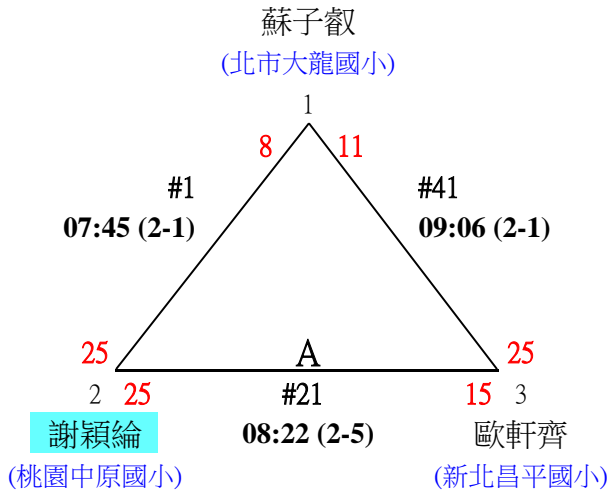 蘇子叡
(北市大龍國小)
1
8 11
#1 #41
07:45 (2-1) 09:06 (2-1)
25 A 25
2 25 #21 15 3
謝穎綸 08:22 (2-5) 歐軒齊
(桃園中原國小) (新北昌平國小)